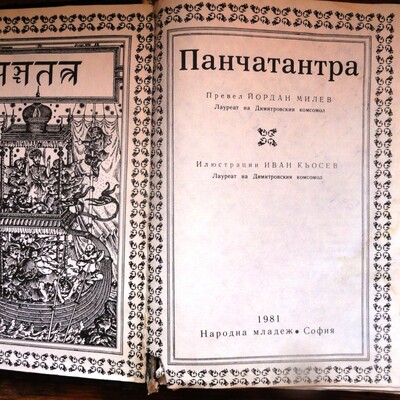 ञ्चतन्त्र
Панчатантра
Превел ЙОРДАН МИЛЕВ
Лауреат на Димитровския комсомол
Илюстрации ИВАН КЬОСЕВ
Лауреат на Димитровския комсомол
1981
Народна младеж • София